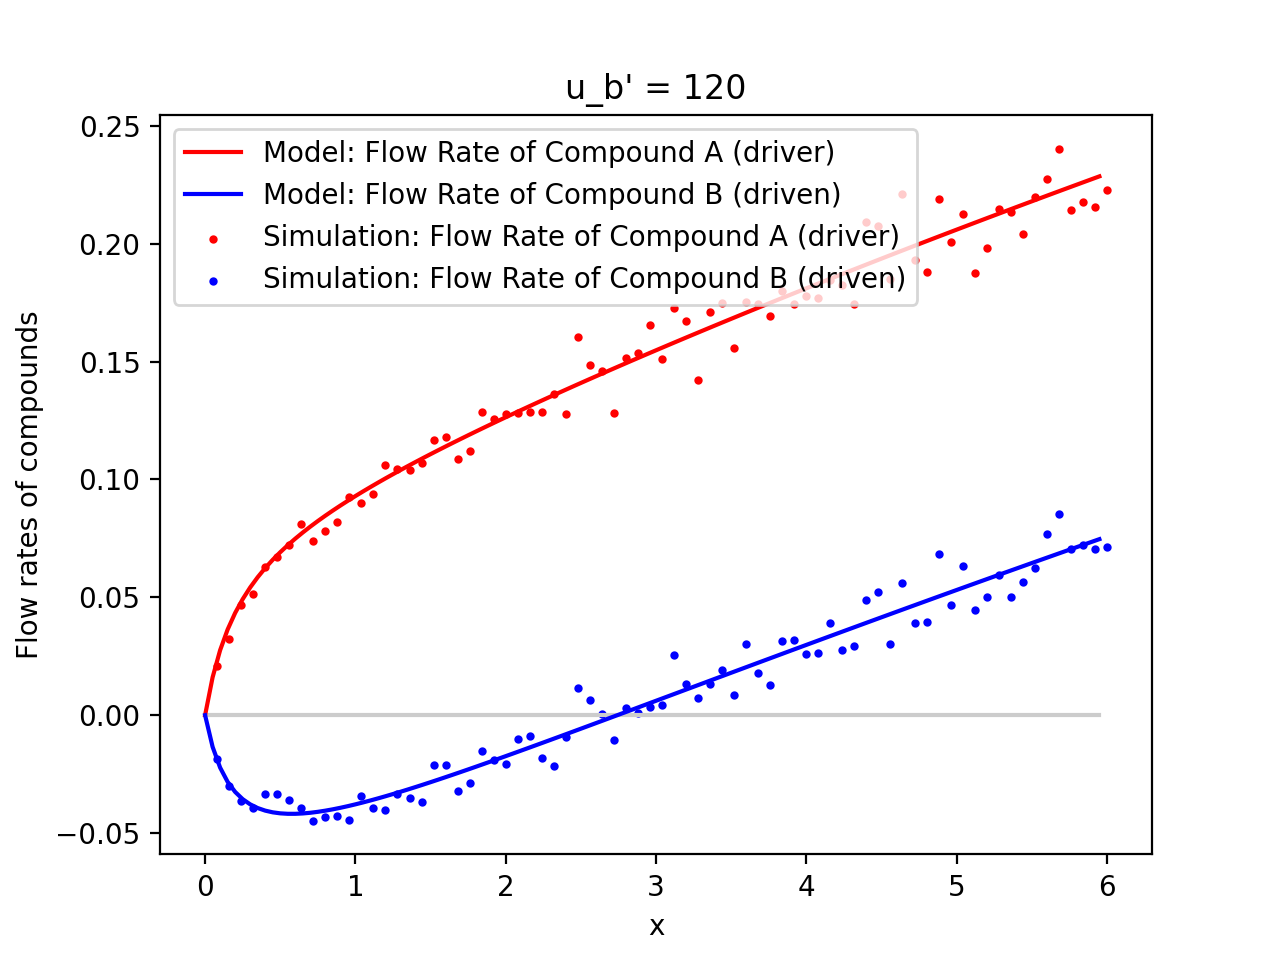 u_b' = 120
0.25
0.20
0.15
0.10
0.05
0.00
−0.05
Flow rates of compounds
Model: Flow Rate of Compound A (driver)
Model: Flow Rate of Compound B (driven)
Simulation: Flow Rate of Compound A (driver)
Simulation: Flow Rate of Compound B (driven)
0 1 2 3 4 5 6
x